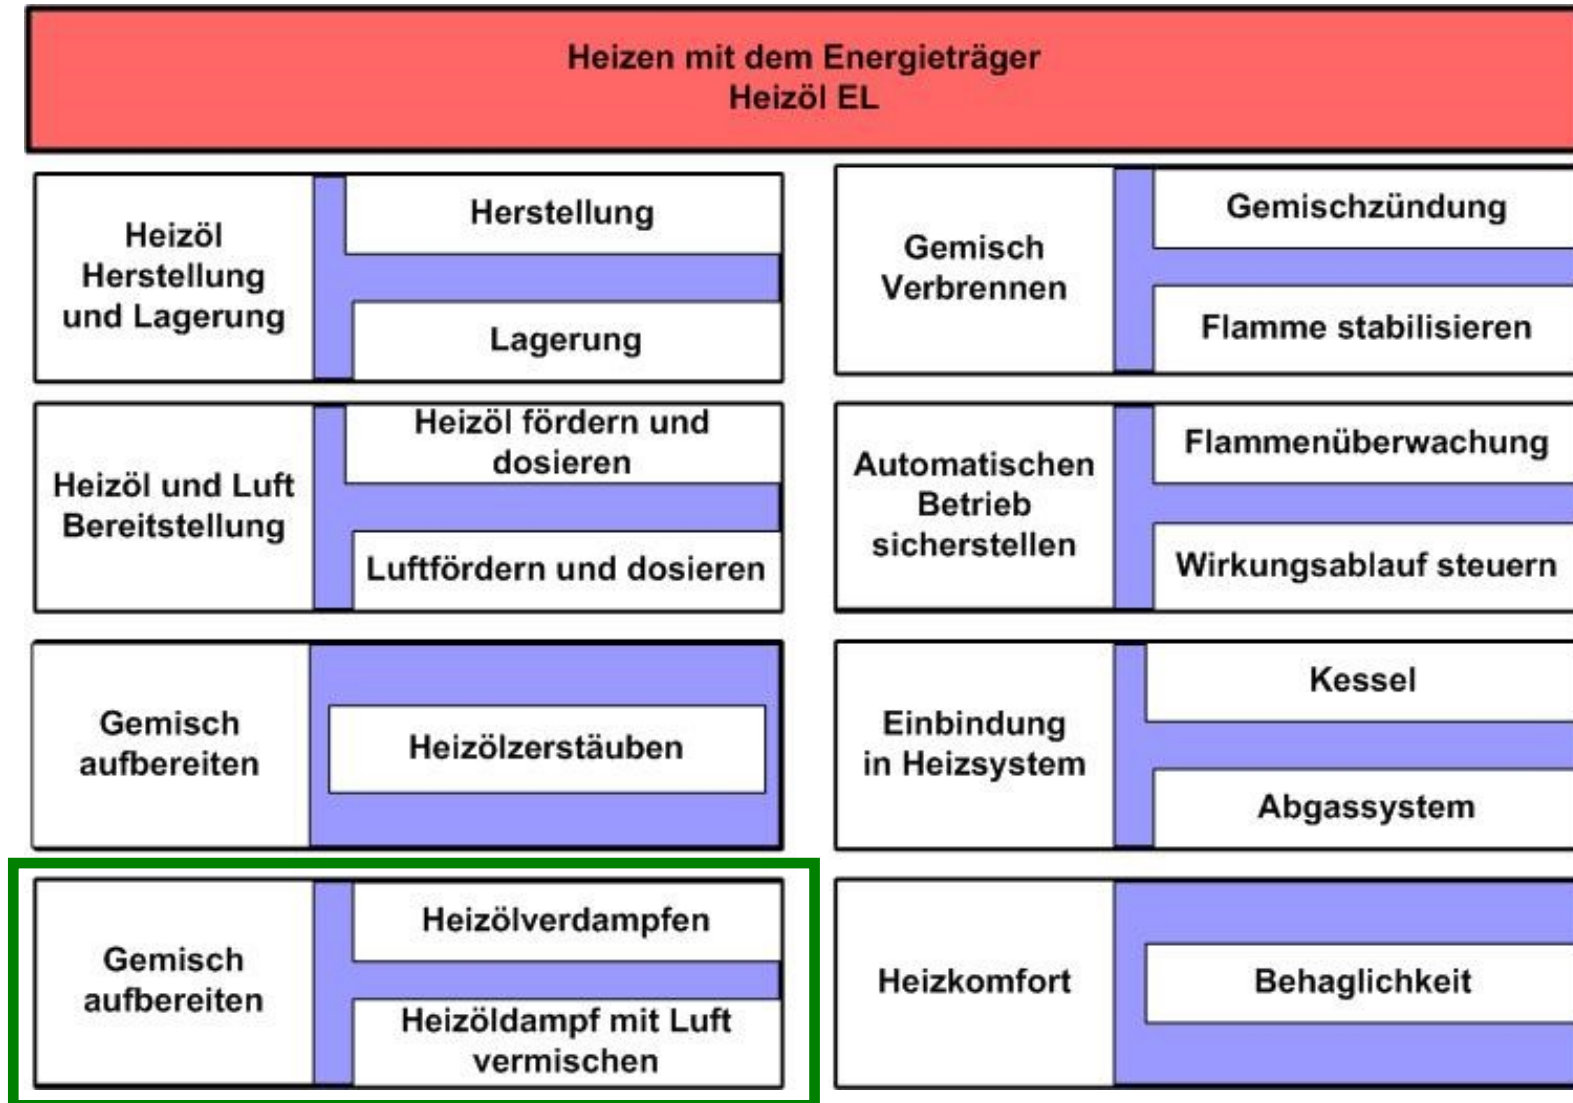 Heizen mit dem Energieträger
Heizöl EL
Heizöl
Herstellung
und Lagerung
Herstellung
Lagerung
Heizöl und Luft
Bereitstellung
Heizöl fördern und
dosieren
Luftfördern und dosieren
Gemisch
aufbereiten
Heizölzerstäuben
Gemisch
aufbereiten
Heizölverdampfen
Heizöldampf mit Luft
vermischen
Gemisch
Verbrennen
Gemischzündung
Flamme stabilisieren
Automatischen
Betrieb
sicherstellen
Flammenüberwachung
Wirkungsablauf steuern
Einbindung
in Heizsystem
Kessel
Abgassystem
Heizkomfort
Behaglichkeit